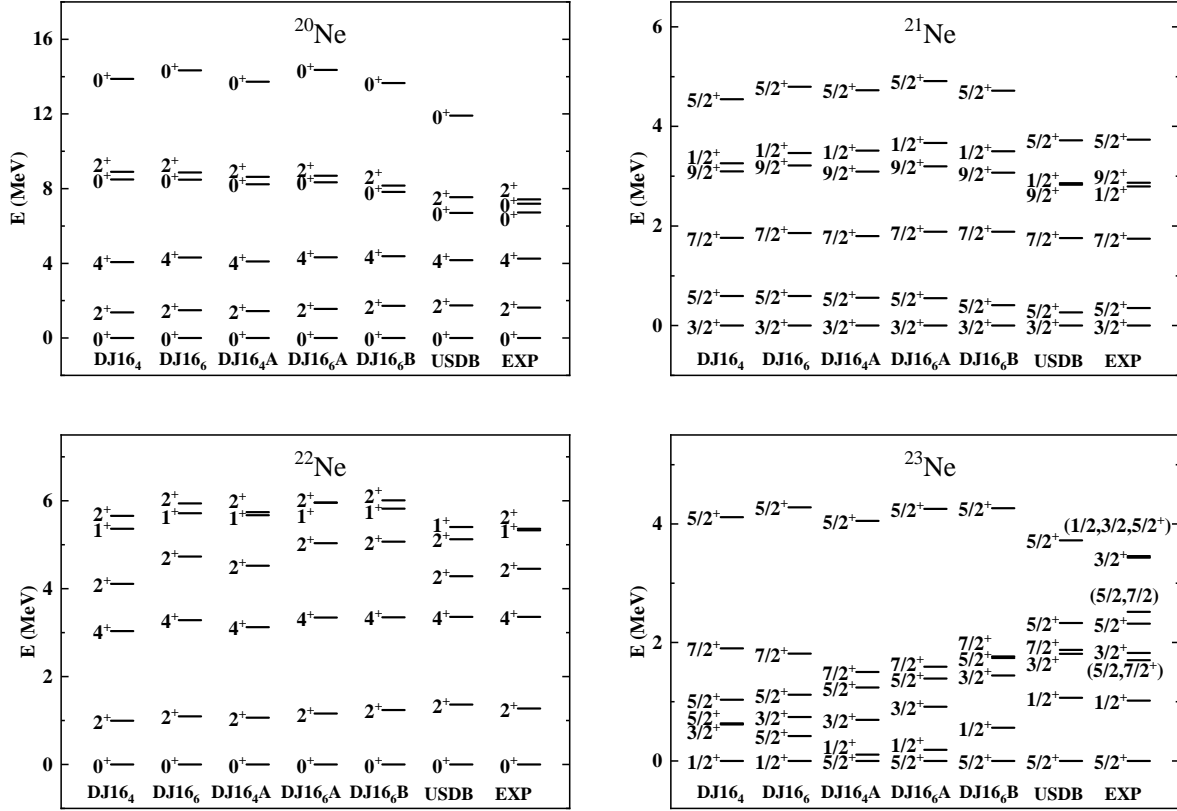 ²⁰Ne
E (MeV)
16
12
8
4
0
0⁺ 0⁺ 0⁺ 0⁺ 0⁺ 0⁺
2⁺ 2⁺ 2⁺ 2⁺ 2⁺ 2⁺ 2⁺
0⁺ 0⁺ 0⁺ 0⁺ 0⁺ 0⁺ 0⁺
0⁺
4⁺ 4⁺ 4⁺ 4⁺ 4⁺ 4⁺ 4⁺
2⁺ 2⁺ 2⁺ 2⁺ 2⁺ 2⁺ 2⁺
0⁺ 0⁺ 0⁺ 0⁺ 0⁺ 0⁺ 0⁺
DJ16₄ DJ16₆ DJ16₄A DJ16₆A DJ16₆B USDB EXP
²¹Ne
E (MeV)
6
4
2
0
5/2⁺ 5/2⁺ 5/2⁺ 5/2⁺ 5/2⁺ 5/2⁺ 5/2⁺
1/2⁺ 1/2⁺ 1/2⁺ 1/2⁺ 1/2⁺ 1/2⁺ 9/2⁺
9/2⁺ 9/2⁺ 9/2⁺ 9/2⁺ 9/2⁺ 9/2⁺ 1/2⁺
7/2⁺ 7/2⁺ 7/2⁺ 7/2⁺ 7/2⁺ 7/2⁺ 7/2⁺
5/2⁺ 5/2⁺ 5/2⁺ 5/2⁺ 5/2⁺ 5/2⁺ 5/2⁺
3/2⁺ 3/2⁺ 3/2⁺ 3/2⁺ 3/2⁺ 3/2⁺ 3/2⁺
DJ16₄ DJ16₆ DJ16₄A DJ16₆A DJ16₆B USDB EXP
²²Ne
E (MeV)
6
4
2
0
2⁺ 2⁺ 2⁺ 2⁺ 2⁺ 1⁺ 2⁺
1⁺ 1⁺ 1⁺ 1⁺ 1⁺ 2⁺ 1⁺
2⁺ 2⁺ 2⁺ 2⁺ 2⁺ 2⁺ 2⁺
4⁺ 4⁺ 4⁺ 4⁺ 4⁺ 4⁺ 4⁺
2⁺ 2⁺ 2⁺ 2⁺ 2⁺ 2⁺ 2⁺
0⁺ 0⁺ 0⁺ 0⁺ 0⁺ 0⁺ 0⁺
DJ16₄ DJ16₆ DJ16₄A DJ16₆A DJ16₆B USDB EXP
²³Ne
E (MeV)
4
2
0
5/2⁺ 5/2⁺ 5/2⁺ 5/2⁺ 5/2⁺ 5/2⁺ (1/2,3/2,5/2⁺)
3/2⁺
(5/2,7/2)
5/2⁺ 5/2⁺
7/2⁺ 7/2⁺ 7/2⁺ 7/2⁺ 7/2⁺ 7/2⁺ 3/2⁺
5/2⁺ 5/2⁺ 5/2⁺ 5/2⁺ 5/2⁺ 3/2⁺ (5/2,7/2⁺)
5/2⁺ 3/2⁺ 3/2⁺ 3/2⁺ 3/2⁺ 1/2⁺ 1/2⁺
3/2⁺ 5/2⁺ 1/2⁺ 1/2⁺ 1/2⁺
1/2⁺ 1/2⁺ 5/2⁺ 5/2⁺ 5/2⁺ 5/2⁺ 5/2⁺
DJ16₄ DJ16₆ DJ16₄A DJ16₆A DJ16₆B USDB EXP